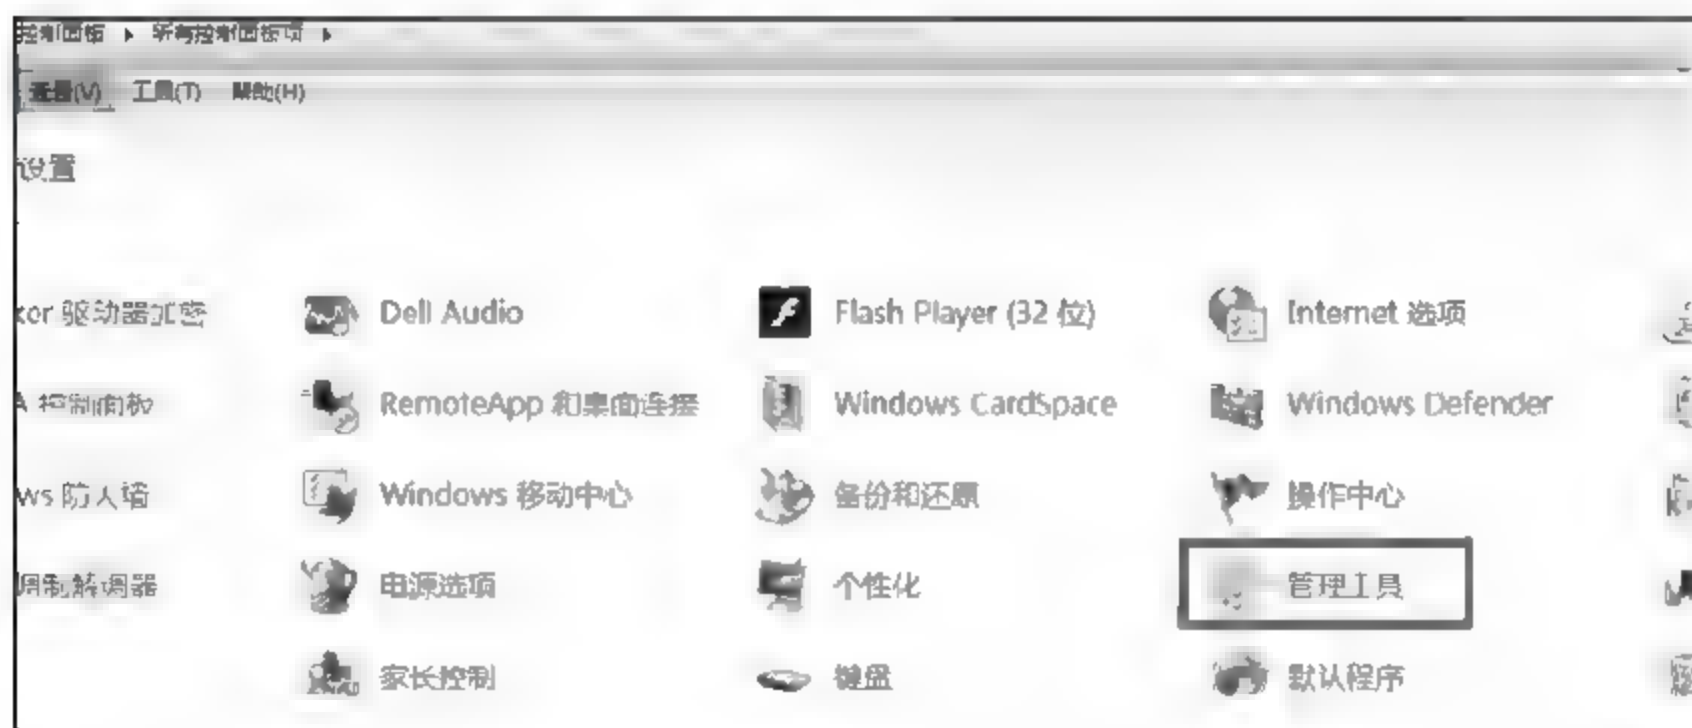 控制面板 ▶ 所有控制面板项 ▶
查看(V) 工具(T) 帮助(H)
设置
ker 驱动器加密 Dell Audio Flash Player (32 位) Internet 选项
控制面板 RemoteApp 和桌面连接 Windows CardSpace Windows Defender
ws 防火墙 Windows 移动中心 备份和还原 操作中心
调制解调器 电源选项 个性化 管理工具
家长控制 键盘 默认程序